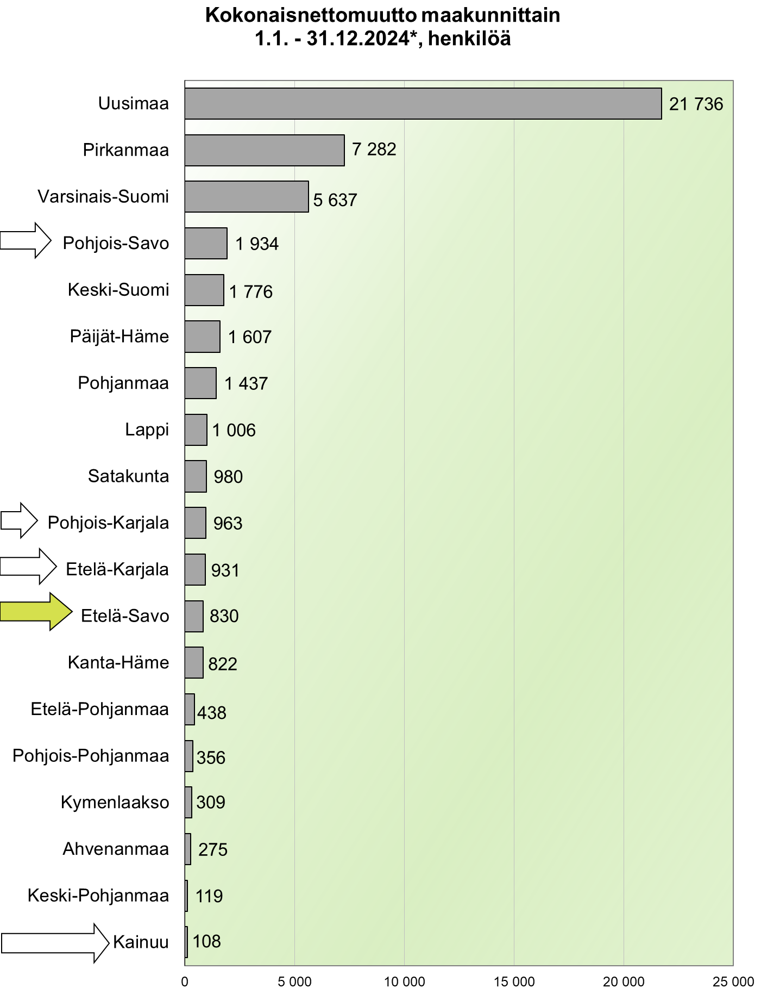 Kokonaisnettomuutto maakunnittain
1.1. - 31.12.2024*, henkilöä
Uusimaa 21 736
Pirkanmaa 7 282
Varsinais-Suomi 5 637
Pohjois-Savo 1 934
Keski-Suomi 1 776
Päijät-Häme 1 607
Pohjanmaa 1 437
Lappi 1 006
Satakunta 980
Pohjois-Karjala 963
Etelä-Karjala 931
Etelä-Savo 830
Kanta-Häme 822
Etelä-Pohjanmaa 438
Pohjois-Pohjanmaa 356
Kymenlaakso 309
Ahvenanmaa 275
Keski-Pohjanmaa 119
Kainuu 108
0 5 000 10 000 15 000 20 000 25 000